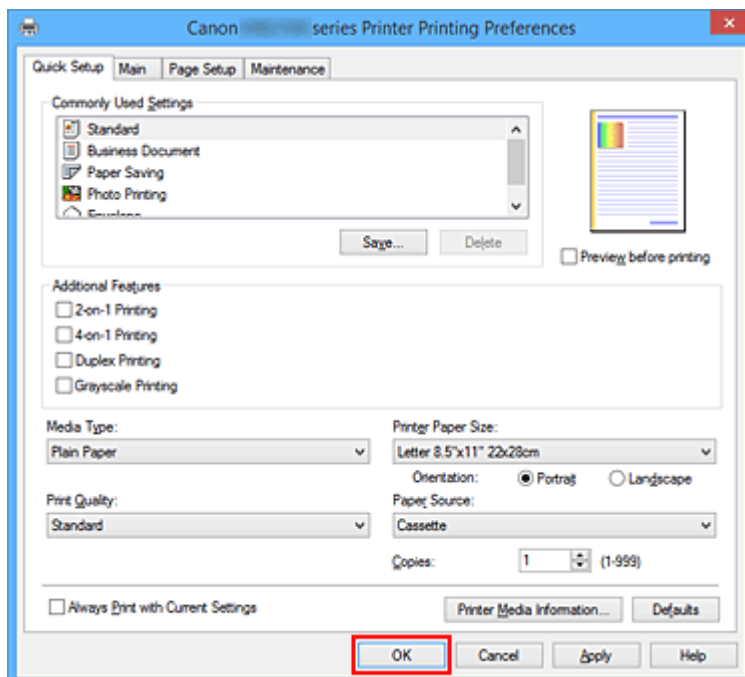 Canon series Printer Printing Preferences
Quick Setup Main Page Setup Maintenance
Commonly Used Settings
Standard
Business Document
Paper Saving
Photo Printing
Envelope
Save... Delete
Preview before printing
Additional Features
2-on-1 Printing
4-on-1 Printing
Duplex Printing
Grayscale Printing
Media Type:
Plain Paper
Printer Paper Size:
Letter 8.5"x11" 22x28cm
Orientation: Portrait Landscape
Print Quality:
Standard
Paper Source:
Cassette
Copies: 1 (1-999)
Always Print with Current Settings
Printer Media Information... Defaults
OK Cancel Apply Help